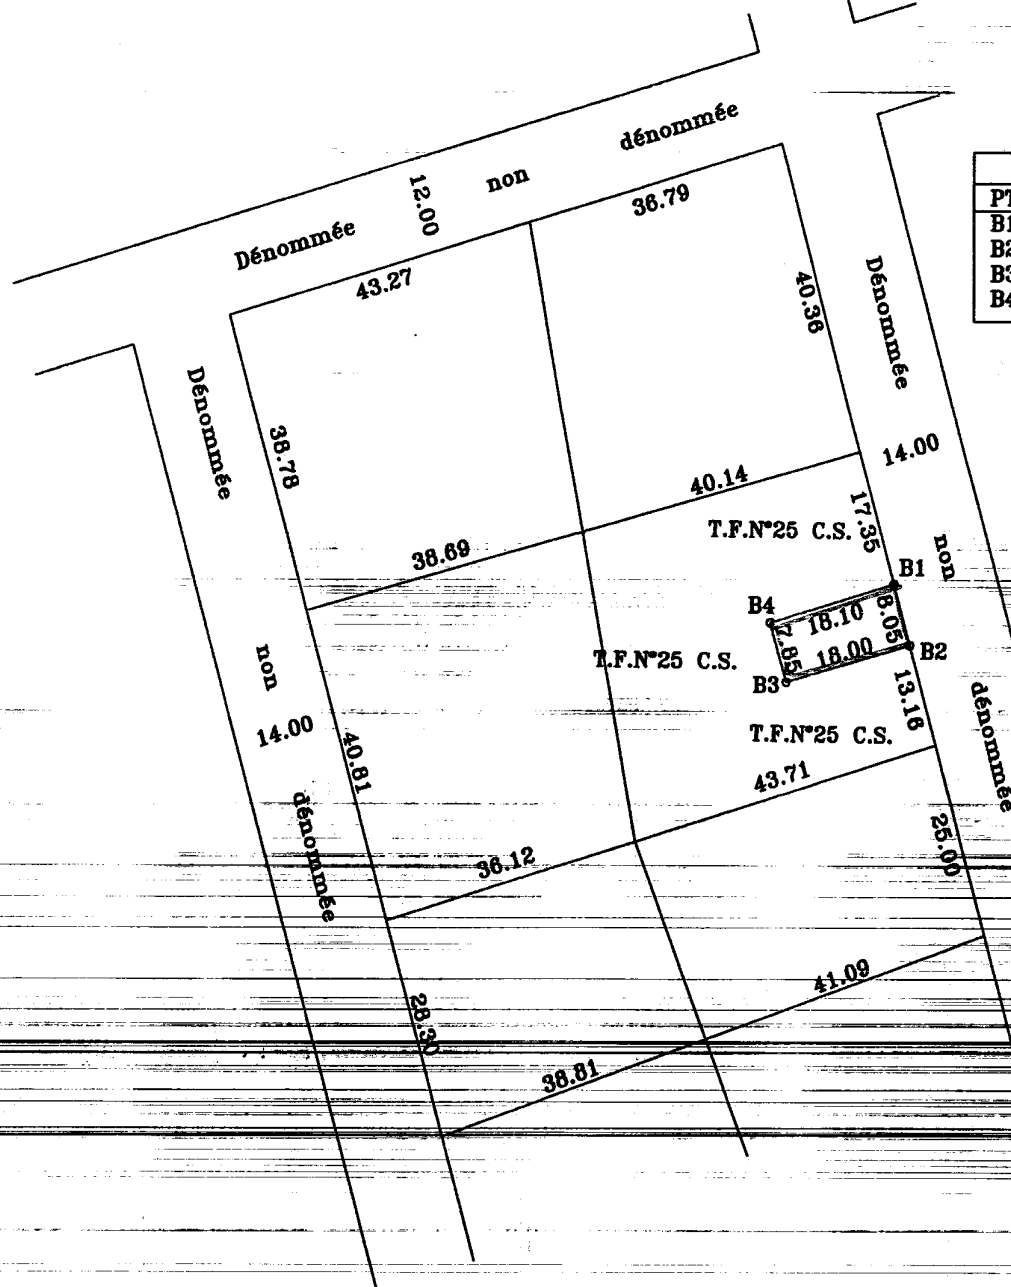 dénommée
non
12.00
Dénommée
36.79
43.27
PT
B1
B2
B3
B4
40.36
Dénommée
Dénommée
38.78
14.00
40.14
38.69
T.F.N°25 C.S.
17.35
non
B1
B4
18.10
8.05
7.85
18.00
B2
T.F.N°25 C.S.
B3
13.16
non
14.00
T.F.N°25 C.S.
dénommée
40.81
43.71
dénommée
25.00
36.12
41.09
28.30
38.81